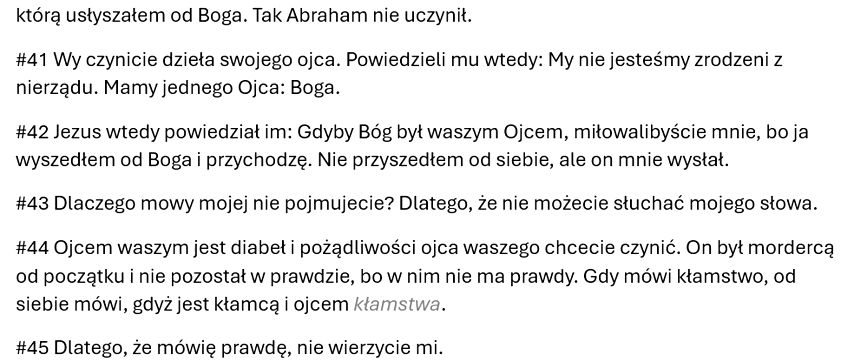 którą usłyszałem od Boga. Tak Abraham nie uczynił.
#41 Wy czynicie dzieła swojego ojca. Powiedzieli mu wtedy: My nie jesteśmy zrodzeni z
nierządu. Mamy jednego Ojca: Boga.
#42 Jezus wtedy powiedział im: Gdyby Bóg był waszym Ojcem, miłowalibyście mnie, bo ja
wyszedłem od Boga i przychodzę. Nie przyszedłem od siebie, ale on mnie wysłał.
#43 Dlaczego mowy mojej nie pojmujecie? Dlatego, że nie możecie słuchać mojego słowa.
#44 Ojcem waszym jest diabeł i pożądliwości ojca waszego chcecie czynić. On był mordercą
od początku i nie pozostał w prawdzie, bo w nim nie ma prawdy. Gdy mówi kłamstwo, od
siebie mówi, gdyż jest kłamcą i ojcem kłamstwa.
#45 Dlatego, że mówię prawdę, nie wierzycie mi.